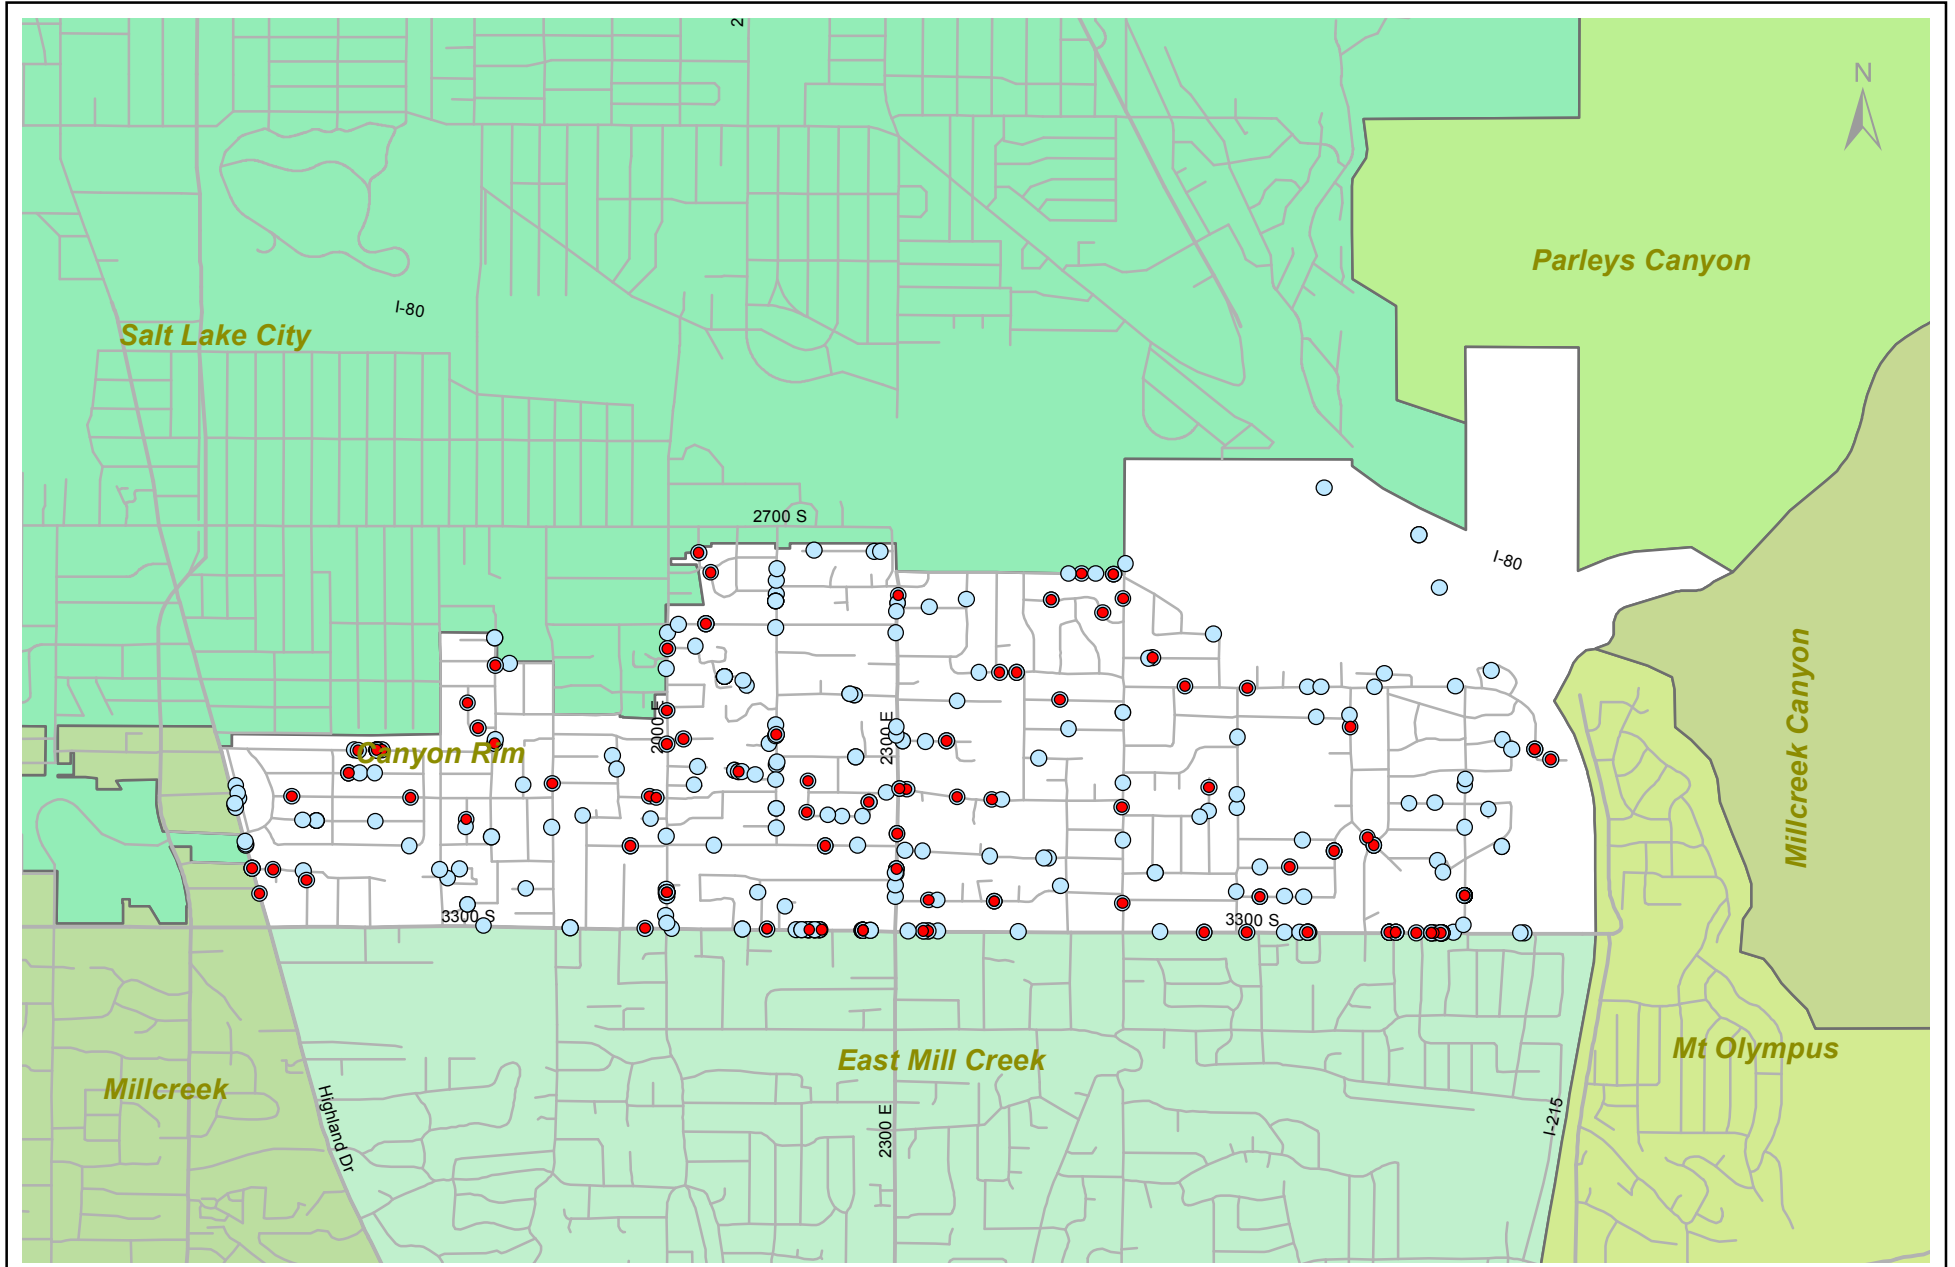 2
N
Parleys Canyon
I-80
Salt Lake City
2700 S
I-80
2000 E
2300 E
Canyon Rim
Millcreek Canyon
3300 S
3300 S
East Mill Creek
Mt Olympus
Millcreek
Highland Dr
2300 E
I-215